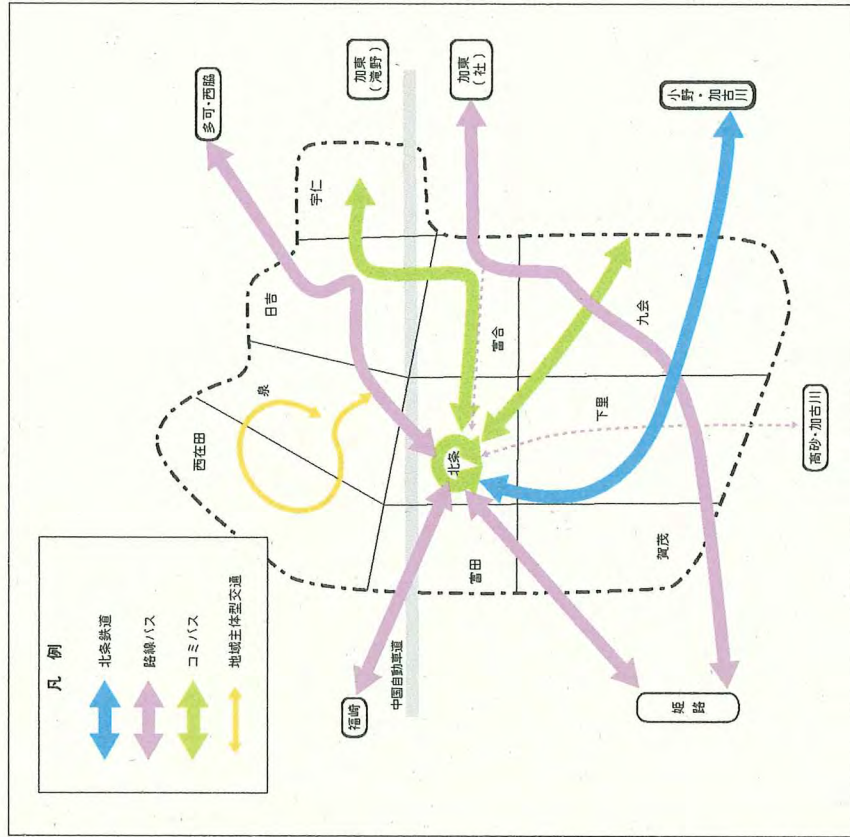 凡 例
北条鉄道
路線バス
コミバス
地域主体型交通
多可・西脇
加東
(滝野)
加東
(社)
小野・加古川
宇仁
日吉
泉
西在田
富合
九会
下里
北条
富田
賀茂
中国自動車道
福崎
姫路
高砂・加古川